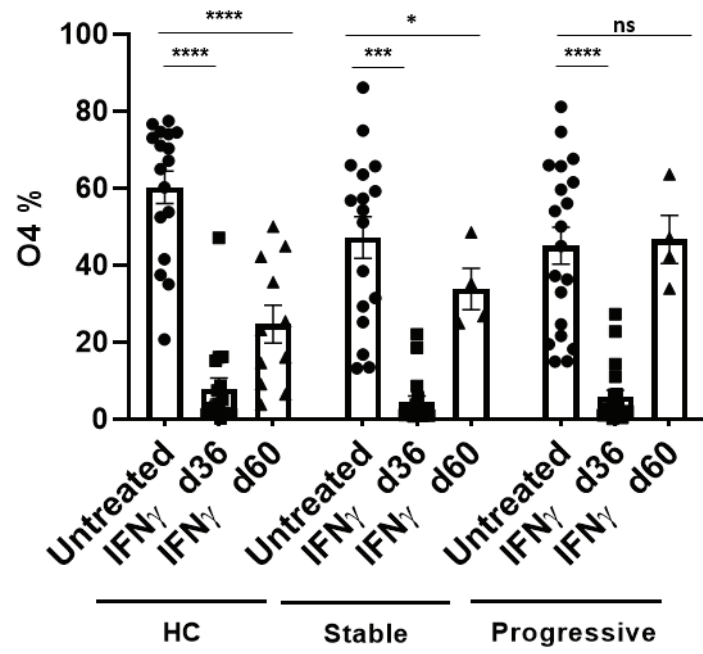 **** * ns
**** *** ****
100
80
60
40
20
0
O4 %
Untreated IFNγ d36 IFNγ d60 Untreated IFNγ d36 IFNγ d60 Untreated IFNγ d36 IFNγ d60
HC Stable Progressive